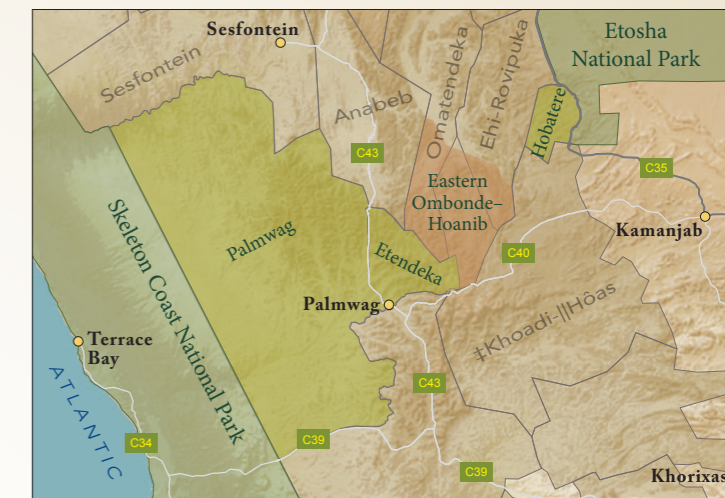 Etosha
National Park
Sesfontein
Sesfontein
Anabeb
Omatendeka
Ehi-Rovipuka
Hobatere
C43
C35
Eastern
Ombonde–
Hoanib
Kamanjab
Palmwag
Etendeka
C40
Skeleton Coast National Park
Palmwag
‡Khoadi-||Hôas
Terrace
Bay
ATLANTIC
C43
C34
C39
C39
Khorixas